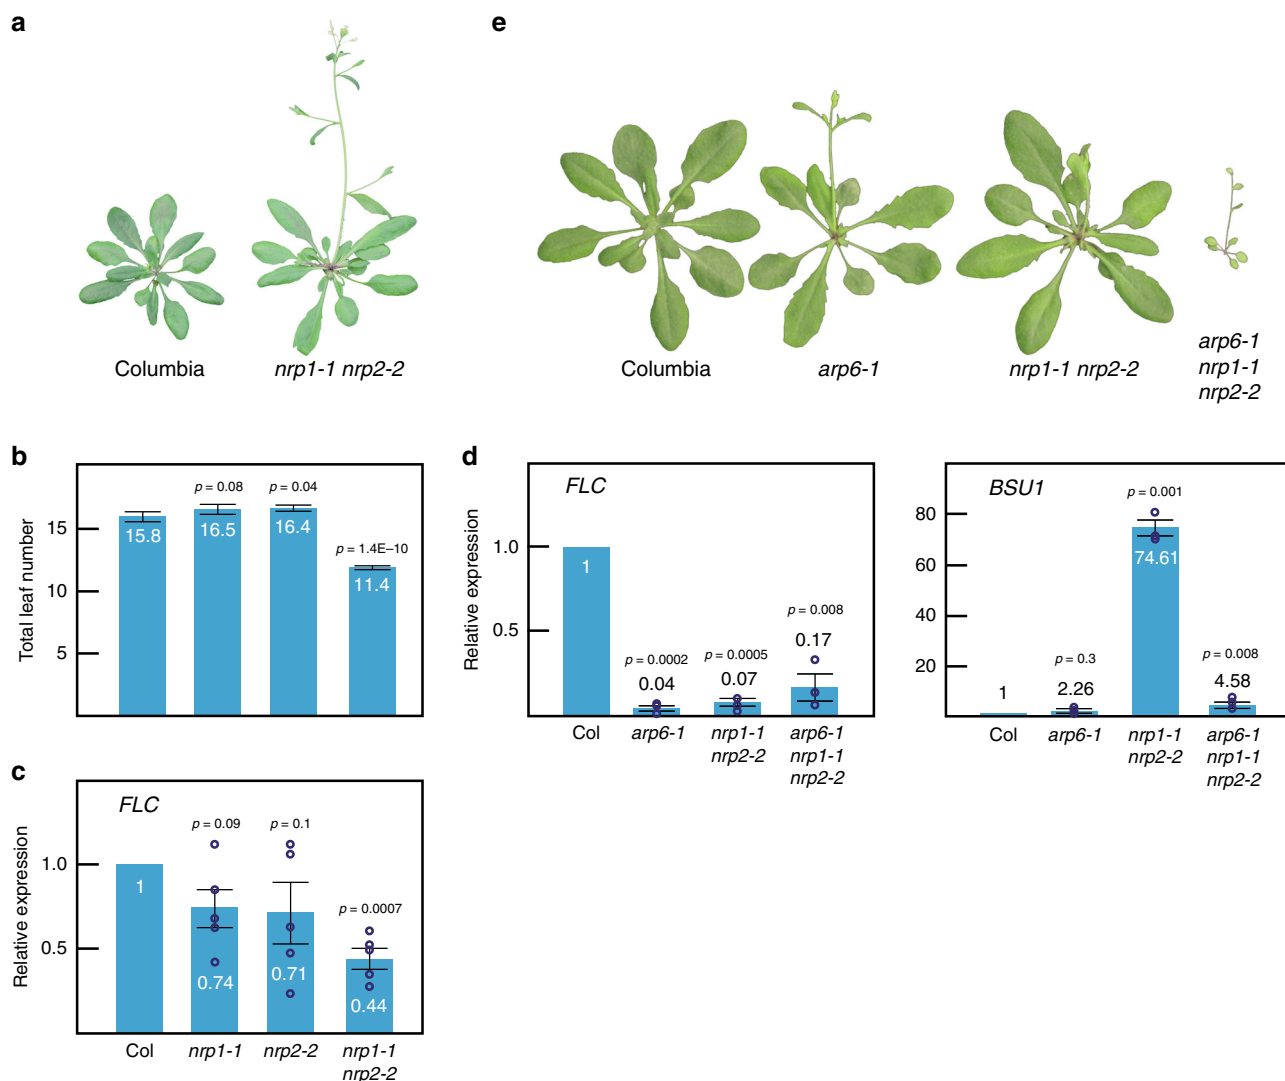 a
Columbia
nrp1-1 nrp2-2
e
Columbia
arp6-1
nrp1-1 nrp2-2
arp6-1
nrp1-1
nrp2-2
b
Total leaf number
15
10
5
15.8
p = 0.08
16.5
p = 0.04
16.4
p = 1.4E–10
11.4
c
FLC
Relative expression
1.0
0.5
1
p = 0.09
0.74
p = 0.1
0.71
p = 0.0007
0.44
Col
nrp1-1
nrp2-2
nrp1-1
nrp2-2
d
FLC
Relative expression
1.0
0.5
1
p = 0.0002
0.04
p = 0.0005
0.07
p = 0.008
0.17
Col
arp6-1
nrp1-1
nrp2-2
arp6-1
nrp1-1
nrp2-2
BSU1
80
60
40
20
1
p = 0.3
2.26
p = 0.001
74.61
p = 0.008
4.58
Col
arp6-1
nrp1-1
nrp2-2
arp6-1
nrp1-1
nrp2-2